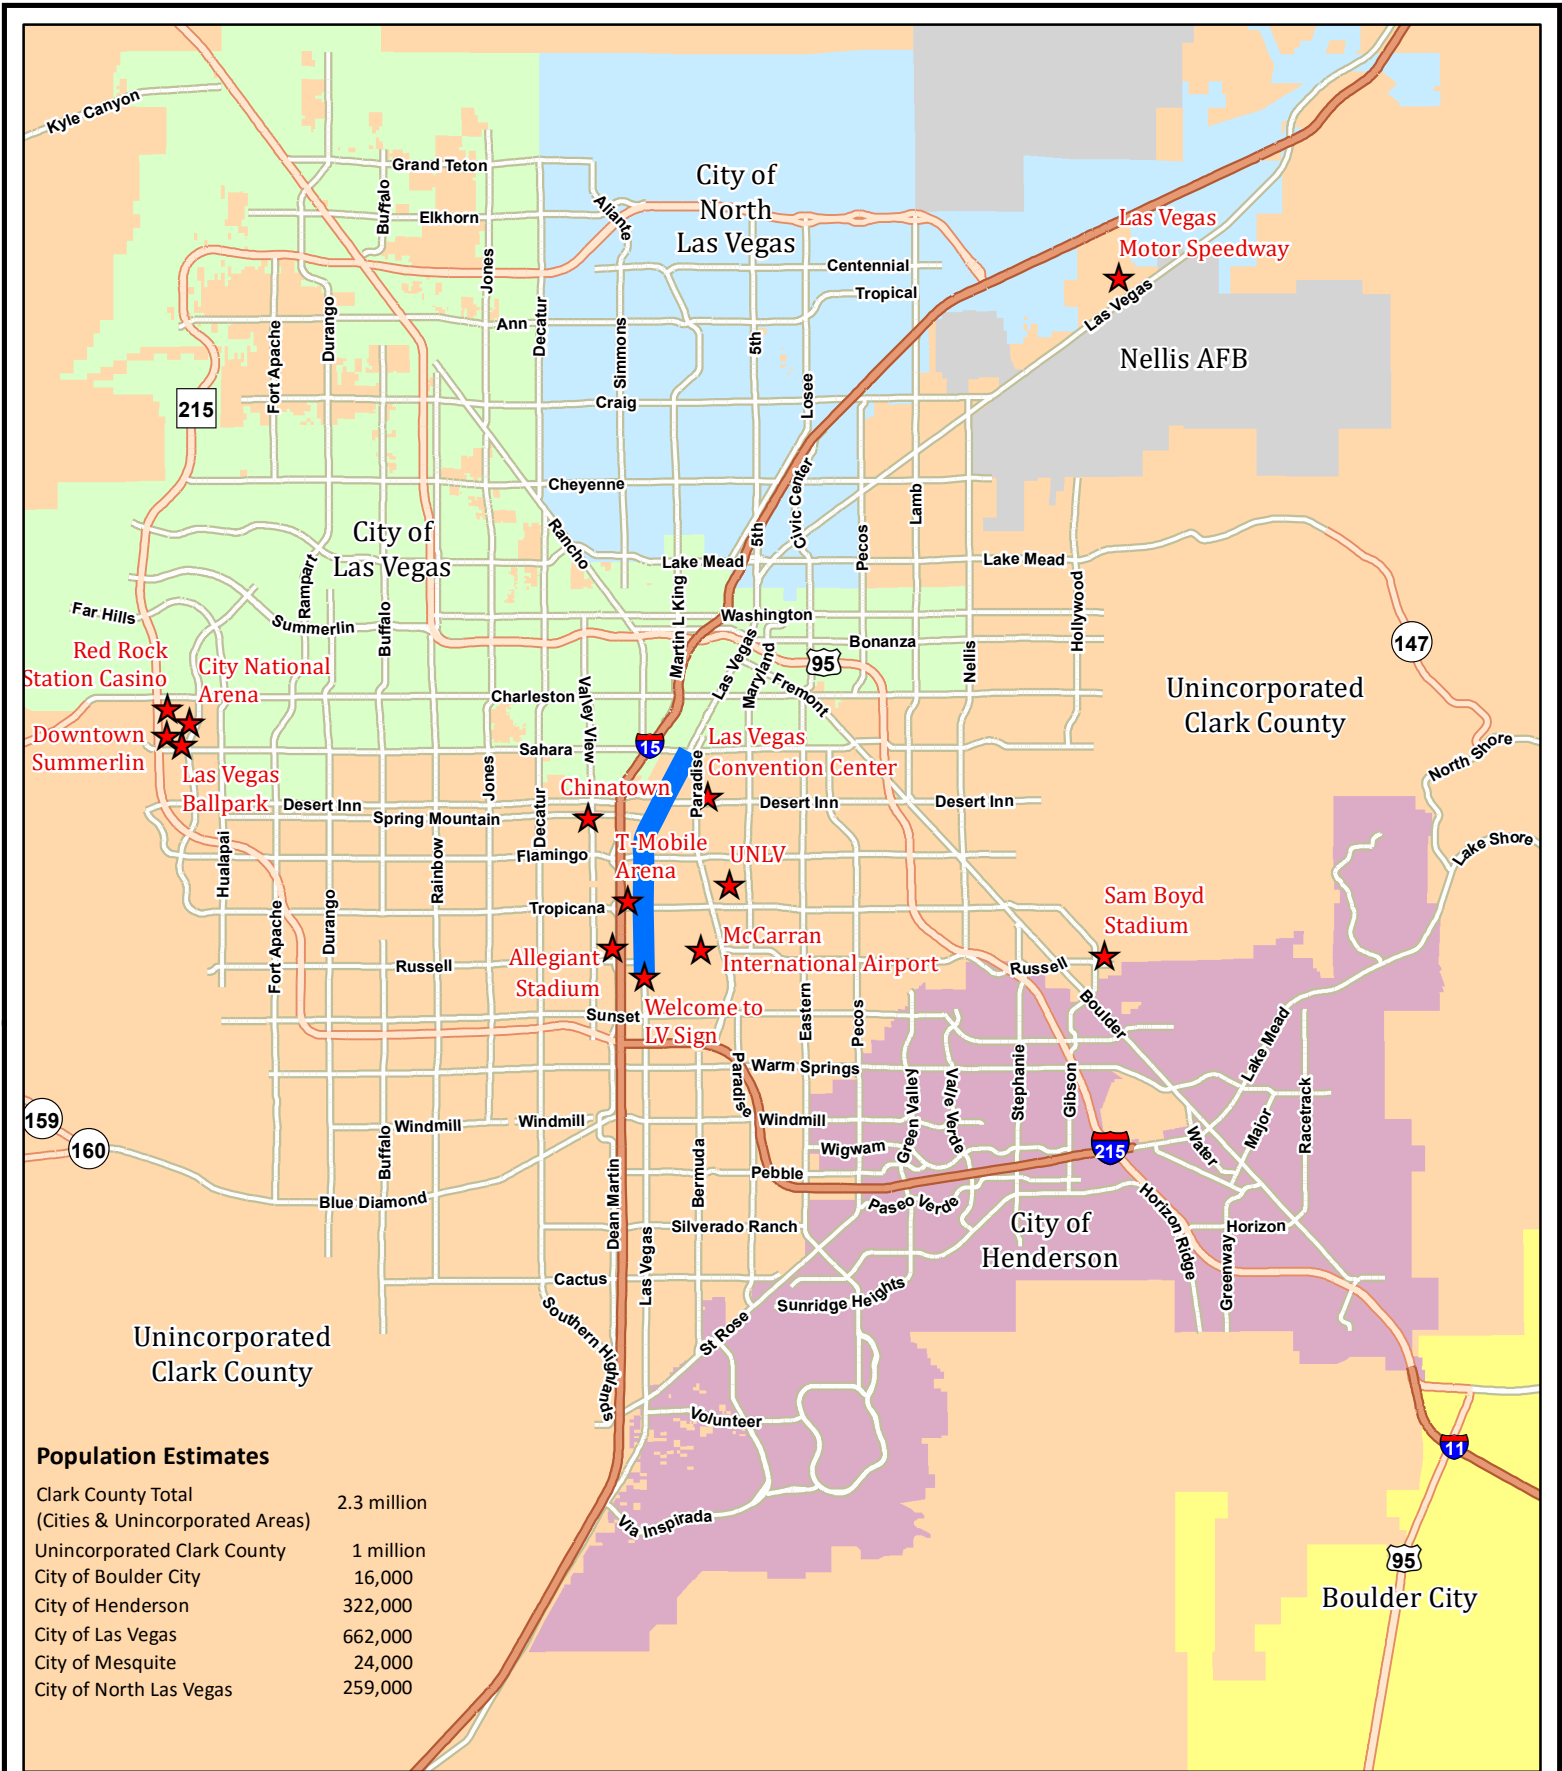 Kyle Canyon
Grand Teton
City of
North
Las Vegas
Buffalo
Elkhorn
Aliante
Las Vegas
Motor Speedway
Jones
Centennial
Tropical
Las Vegas
Fort Apache
Durango
Ann
Decatur
Simmons
5th
Nellis AFB
215
Craig
Losee
Cheyenne
Civic Center
Lamb
City of
Las Vegas
Rancho
5th
Pecos
Rampart
Lake Mead
Lake Mead
Hollywood
Far Hills
Summerlin
Buffalo
Martin L King
Washington
Bonanza
147
Red Rock
Station Casino
City National
Arena
Las Vegas
Maryland
95
Nellis
Fremont
Charleston
Valley View
Unincorporated
Clark County
Downtown
Summerlin
Sahara
15
Las Vegas
Convention Center
Paradise
North Shore
Las Vegas
Ballpark
Jones
Chinatown
Desert Inn
Desert Inn
Desert Inn
Spring Mountain
Decatur
T-Mobile
Arena
UNLV
Lake Shore
Flamingo
Hualapai
Rainbow
Sam Boyd
Stadium
Tropicana
Fort Apache
Durango
McCarran
International Airport
Allegiant
Stadium
Russell
Russell
Welcome to
LV Sign
Sunset
Eastern
Pecos
Boulder
Lake Mead
Paradise
Warm Springs
Green Valley
Valle Verde
Stephanie
Gibson
Racetrack
159
160
Windmill
Windmill
Windmill
Wigwam
215
Water
Major
Buffalo
Bermuda
Pebble
Blue Diamond
Dean Martin
Paseo Verde
Silverado Ranch
City of
Henderson
Horizon Ridge
Horizon
Greenway
Las Vegas
Cactus
Sunridge Heights
Southern Highlands
St Rose
Unincorporated
Clark County
Volunteer
11
Via Inspirada
95
Boulder City
Population Estimates
Clark County Total
(Cities & Unincorporated Areas) 2.3 million
Unincorporated Clark County 1 million
City of Boulder City 16,000
City of Henderson 322,000
City of Las Vegas 662,000
City of Mesquite 24,000
City of North Las Vegas 259,000